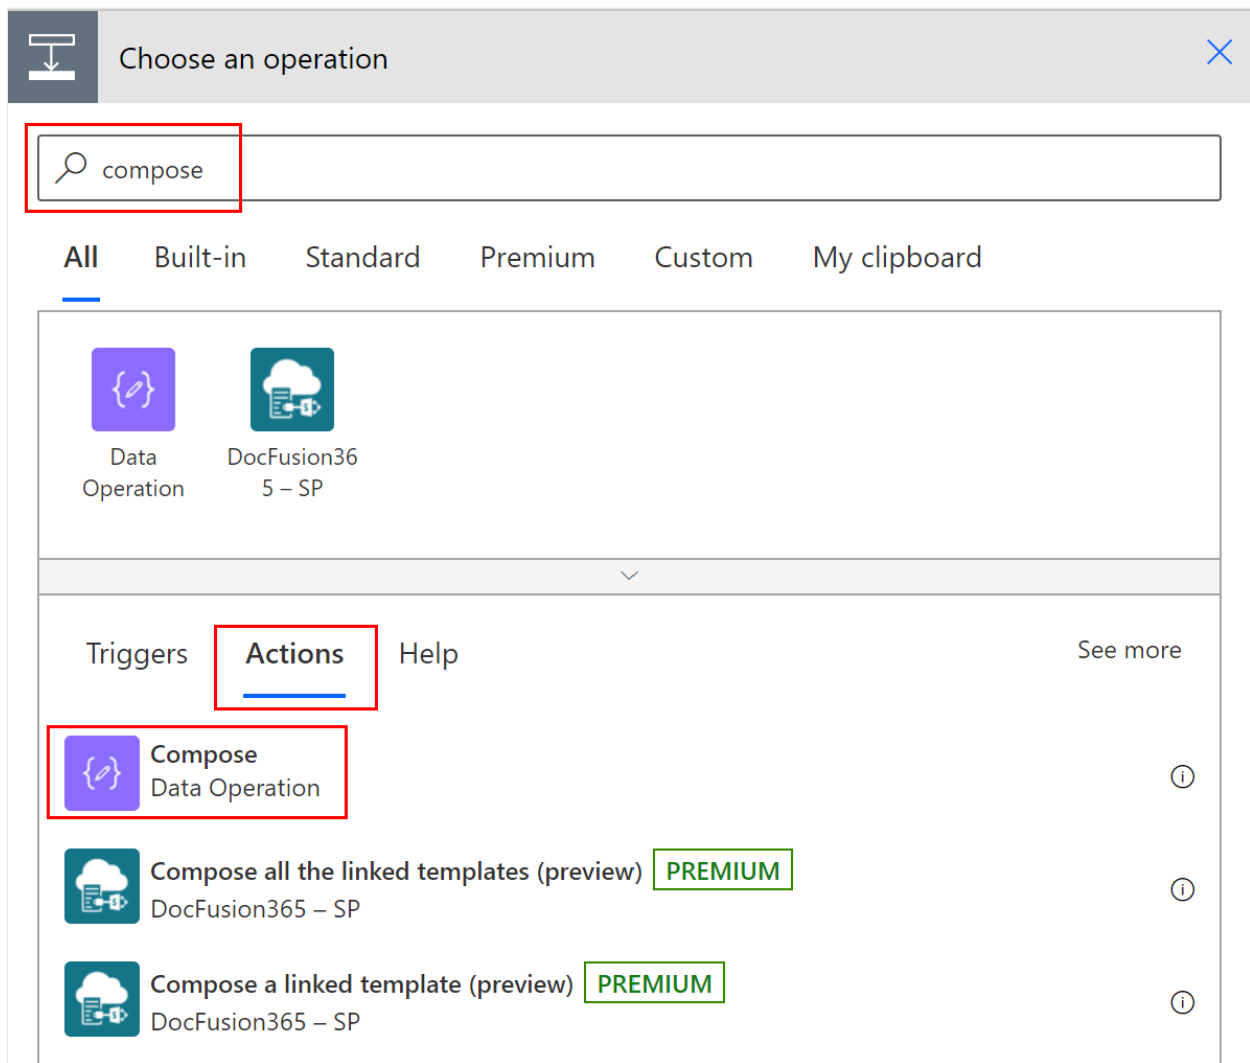 Choose an operation
compose
All Built-in Standard Premium Custom My clipboard
Data
Operation
DocFusion36
5 – SP
Triggers Actions Help See more
Compose
Data Operation
Compose all the linked templates (preview) PREMIUM
DocFusion365 – SP
Compose a linked template (preview) PREMIUM
DocFusion365 – SP